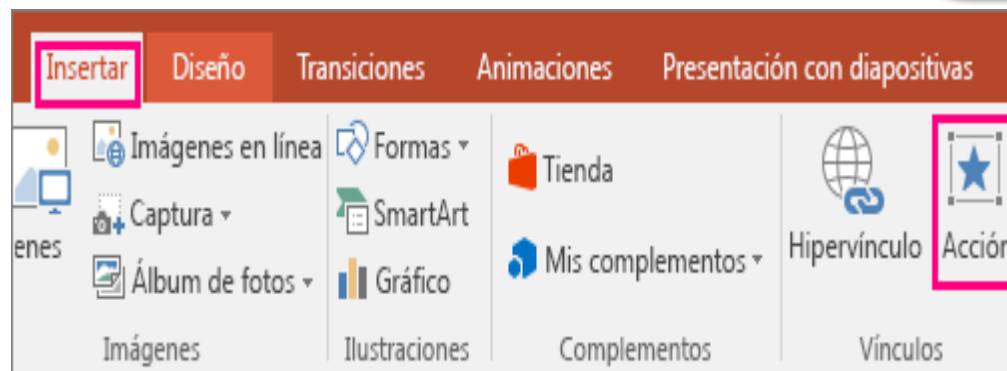 Insertar Diseño Transiciones Animaciones Presentación con diapositivas
Imágenes en línea
Captura
Álbum de fotos
enes
Imágenes
Formas
SmartArt
Gráfico
Ilustraciones
Tienda
Mis complementos
Complementos
Hipervínculo
Acción
Vínculos